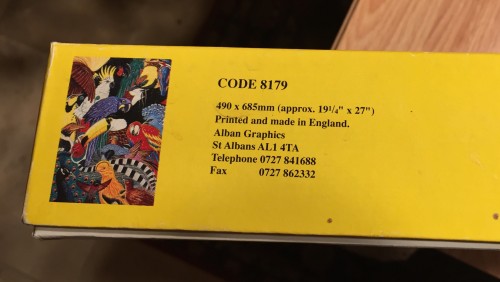 CODE 8179
490 x 685mm (approx. 19¼" x 27")
Printed and made in England.
Alban Graphics
St Albans AL1 4TA
Telephone 0727 841688
Fax 0727 862332